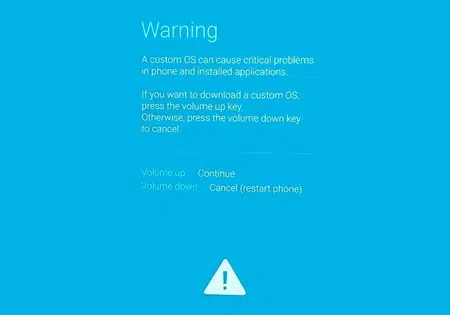 Warning
A custom OS can cause critical problems
in phone and installed applications.
If you want to download a custom OS,
press the volume up key.
Otherwise, press the volume down key
to cancel
Volume up Continue
Volume down Cancel (restart phone)